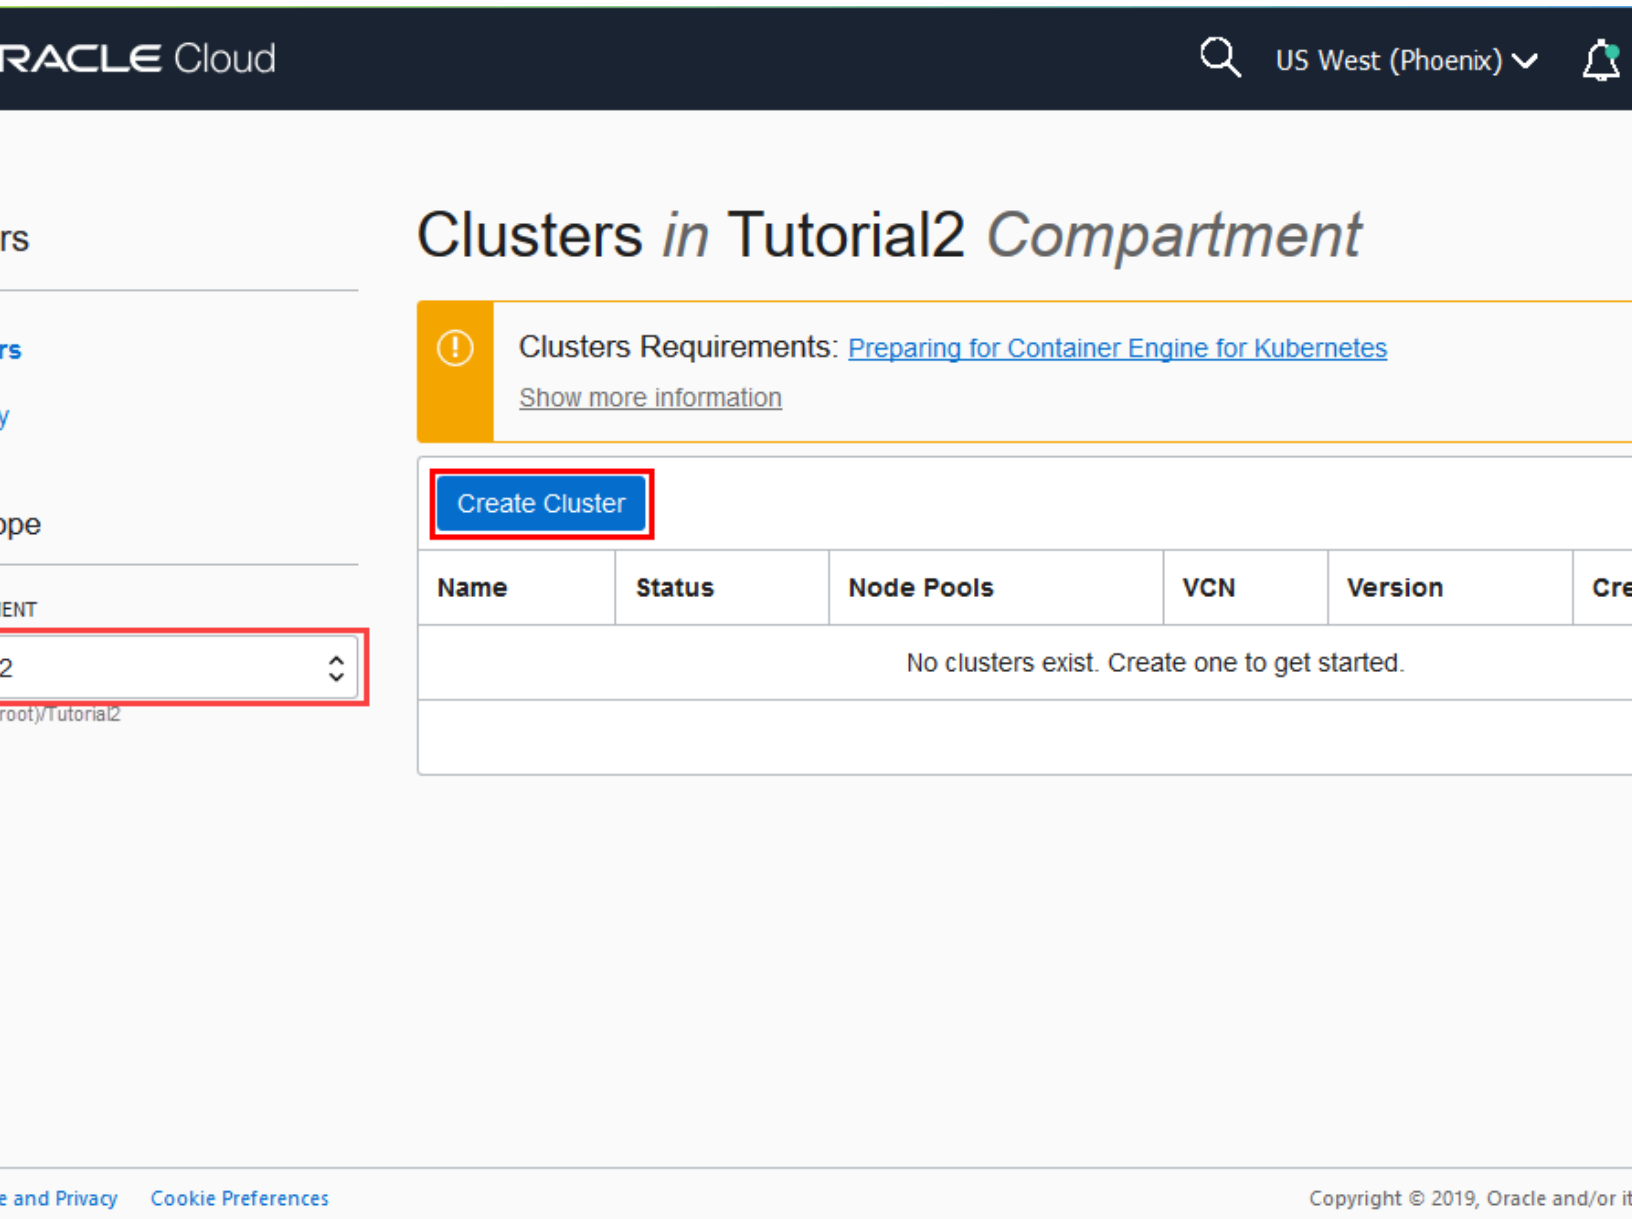 RACLE Cloud
US West (Phoenix)
rs
Clusters in Tutorial2 Compartment
rs
Clusters Requirements: Preparing for Container Engine for Kubernetes
Show more information
y
Create Cluster
ope
Name Status Node Pools VCN Version Cre
ENT
2
No clusters exist. Create one to get started.
root)/Tutorial2
e and Privacy Cookie Preferences
Copyright © 2019, Oracle and/or it